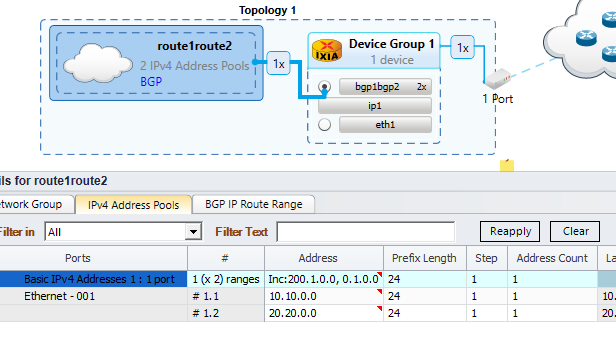 Topology 1
route1route2
2 IPv4 Address Pools
BGP
1x
IXIA
Device Group 1
1 device
1x
bgp1bgp2 2x
ip1
eth1
1 Port
ils for route1route2
etwork Group IPv4 Address Pools BGP IP Route Range
Filter in All Filter Text Reapply Clear
Ports # Address Prefix Length Step Address Count La
Basic IPv4 Addresses 1 : 1 port 1 (x 2) ranges Inc:200.1.0.0, 0.1.0.0 24 1 1
Ethernet - 001 # 1.1 10.10.0.0 24 1 1 10.
# 1.2 20.20.0.0 24 1 1 20.